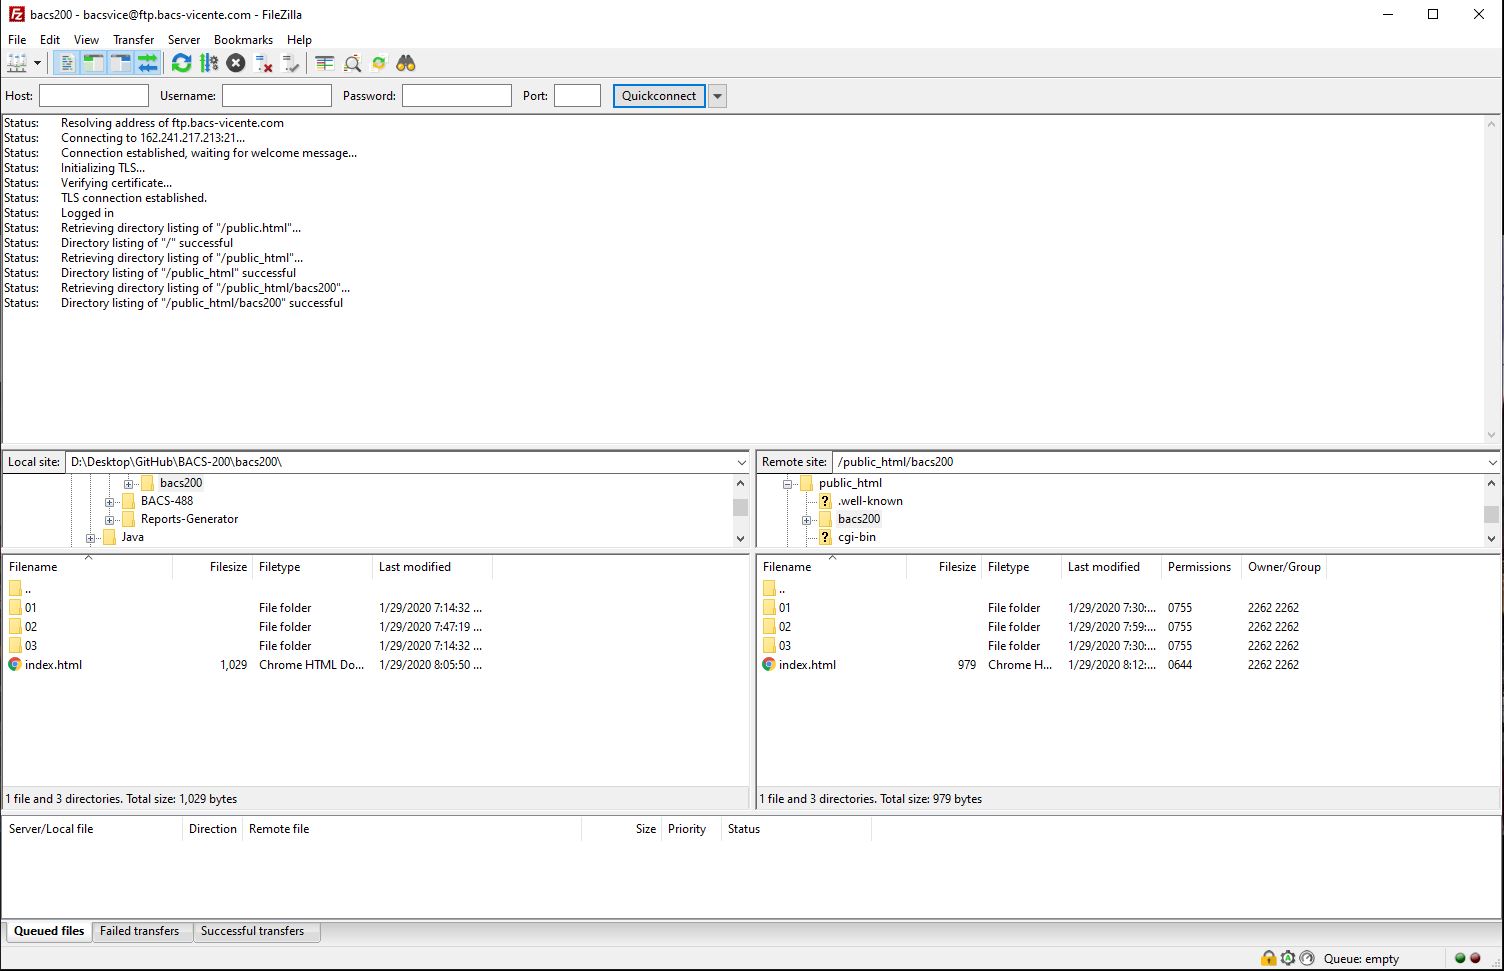 bacs200 - bacsvice@ftp.bacs-vicente.com - FileZilla
File Edit View Transfer Server Bookmarks Help
Host: Username: Password: Port: Quickconnect
Status: Resolving address of ftp.bacs-vicente.com
Status: Connecting to 162.241.217.213:21...
Status: Connection established, waiting for welcome message...
Status: Initializing TLS...
Status: Verifying certificate...
Status: TLS connection established.
Status: Logged in
Status: Retrieving directory listing of "/public.html"...
Status: Directory listing of "/" successful
Status: Retrieving directory listing of "/public_html"...
Status: Directory listing of "/public_html" successful
Status: Retrieving directory listing of "/public_html/bacs200"...
Status: Directory listing of "/public_html/bacs200" successful
Local site: D:\Desktop\GitHub\BACS-200\bacs200\
bacs200
BACS-488
Reports-Generator
Java
Filename Filesize Filetype Last modified
..
01 File folder 1/29/2020 7:14:32 ...
02 File folder 1/29/2020 7:47:19 ...
03 File folder 1/29/2020 7:14:32 ...
index.html 1,029 Chrome HTML Do... 1/29/2020 8:05:50 ...
1 file and 3 directories. Total size: 1,029 bytes
Remote site: /public_html/bacs200
public_html
.well-known
bacs200
cgi-bin
Filename Filesize Filetype Last modified Permissions Owner/Group
..
01 File folder 1/29/2020 7:30:... 0755 2262 2262
02 File folder 1/29/2020 7:59:... 0755 2262 2262
03 File folder 1/29/2020 7:30:... 0755 2262 2262
index.html 979 Chrome H... 1/29/2020 8:12:... 0644 2262 2262
1 file and 3 directories. Total size: 979 bytes
Server/Local file Direction Remote file Size Priority Status
Queued files Failed transfers Successful transfers
Queue: empty